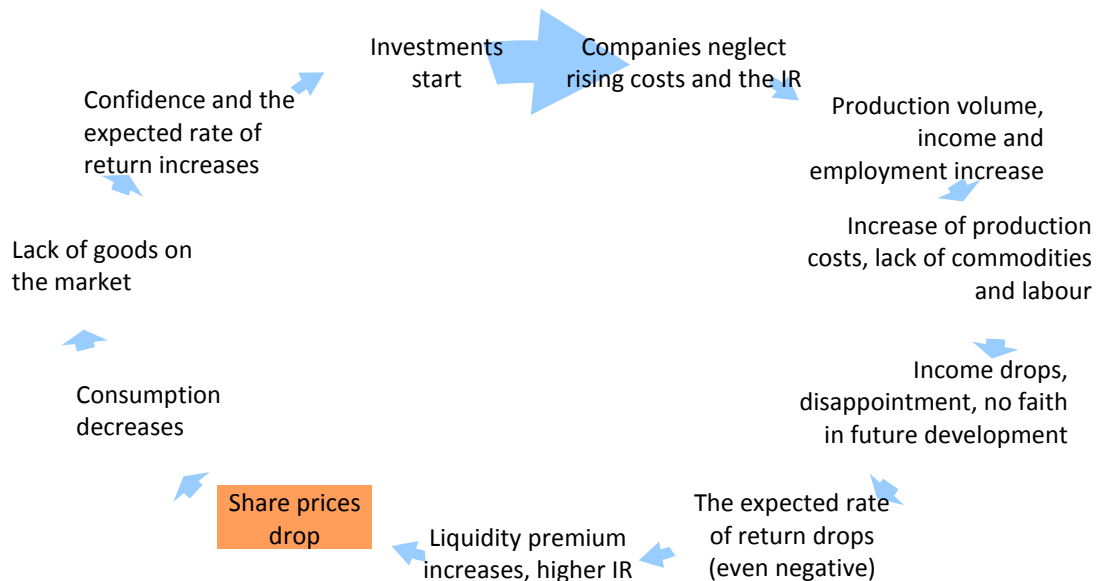 Investments
start
Companies neglect
rising costs and the IR
Production volume,
income and
employment increase
Increase of production
costs, lack of commodities
and labour
Income drops,
disappointment, no faith
in future development
The expected rate
of return drops
(even negative)
Liquidity premium
increases, higher IR
Share prices
drop
Consumption
decreases
Lack of goods on
the market
Confidence and the
expected rate of
return increases